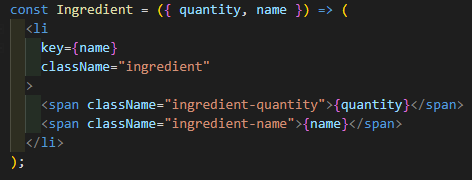 const Ingredient = ({ quantity, name }) => (
  <li
    key={name}
    className="ingredient"
  >
    <span className="ingredient-quantity">{quantity}</span>
    <span className="ingredient-name">{name}</span>
  </li>
);